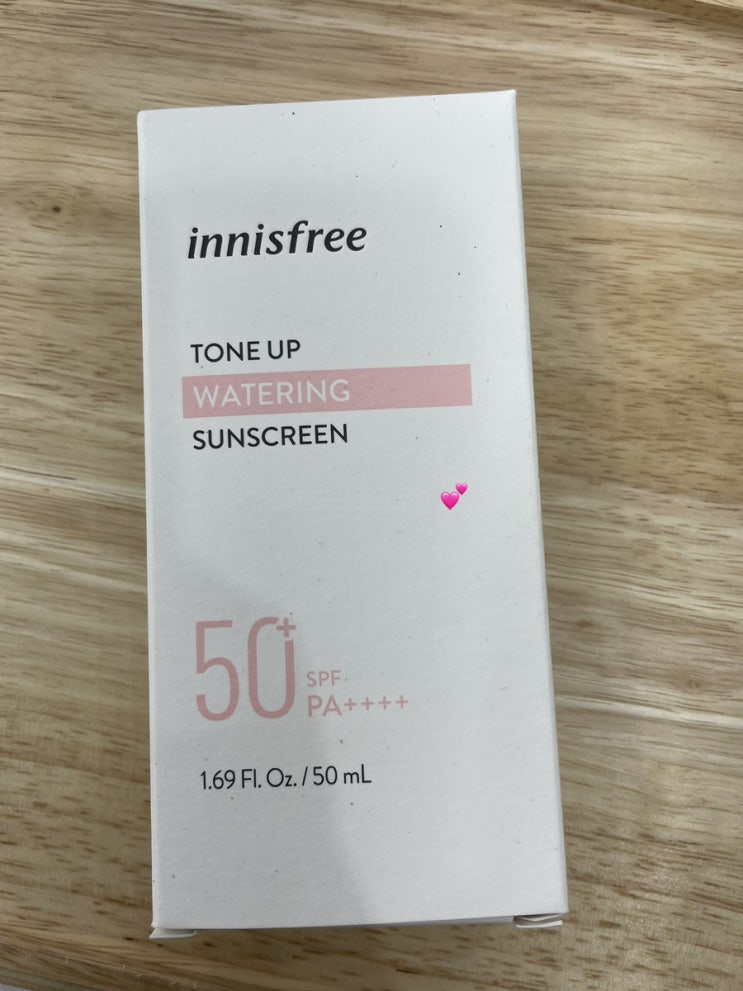 innisfree
TONE UP
WATERING
SUNSCREEN
50+
SPF
PA++++
1.69 Fl. Oz. / 50 mL